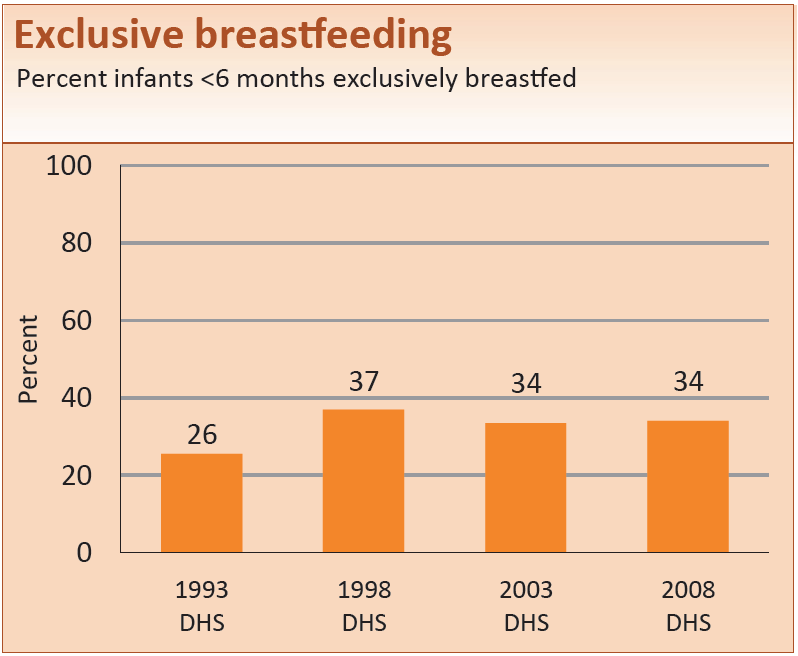 Exclusive breastfeeding
Percent infants <6 months exclusively breastfed
100
80
60
40
20
0
Percent
26
37
34
34
1993
DHS
1998
DHS
2003
DHS
2008
DHS